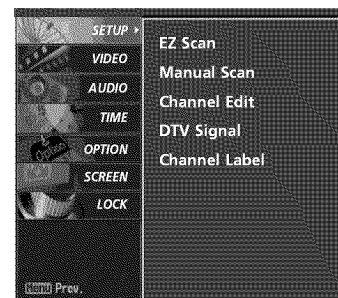 SETUP
VIDEO
AUDIO
TIME
Option OPTION
SCREEN
LOCK
EZ Scan
Manual Scan
Channel Edit
DTV Signal
Channel Label
Menu Prev.